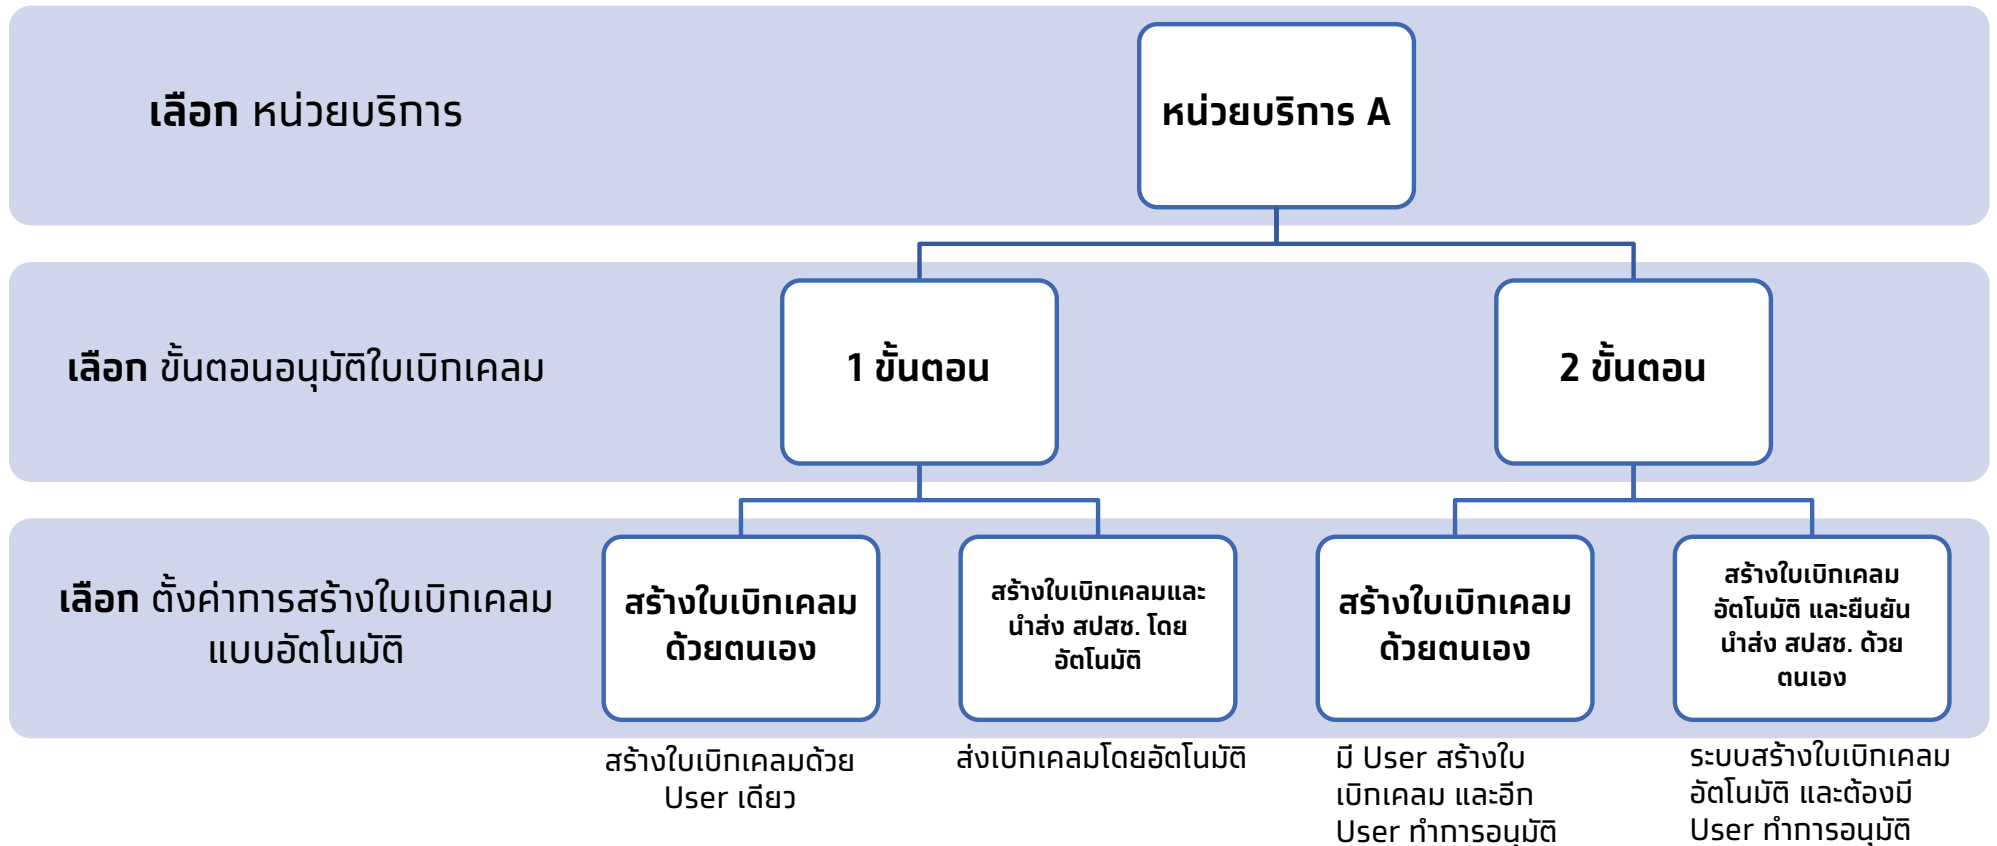 เลือก หน่วยบริการ
หน่วยบริการ A
เลือก ขั้นตอนอนุมัติใบเบิกเคลม
1 ขั้นตอน
2 ขั้นตอน
เลือก ตั้งค่าการสร้างใบเบิกเคลม
แบบอัตโนมัติ
สร้างใบเบิกเคลม
ด้วยตนเอง
สร้างใบเบิกเคลมและ
นำส่ง สปสช. โดย
อัตโนมัติ
สร้างใบเบิกเคลม
ด้วยตนเอง
สร้างใบเบิกเคลม
อัตโนมัติ และยืนยัน
นำส่ง สปสช. ด้วย
ตนเอง
สร้างใบเบิกเคลมด้วย
User เดียว
ส่งเบิกเคลมโดยอัตโนมัติ
มี User สร้างใบ
เบิกเคลม และอีก
User ทำการอนุมัติ
ระบบสร้างใบเบิกเคลม
อัตโนมัติ และต้องมี
User ทำการอนุมัติ